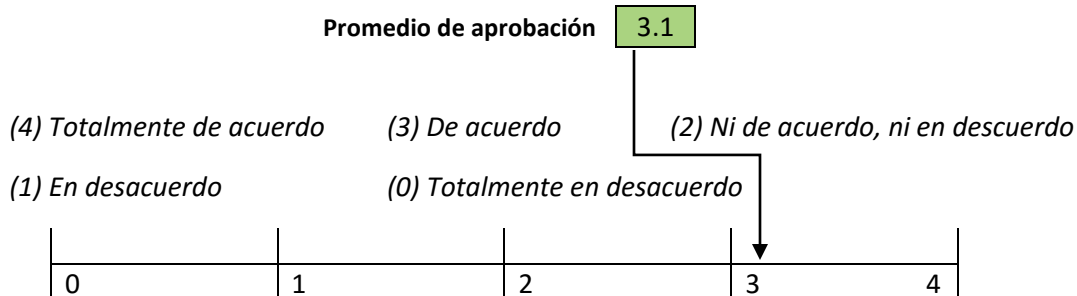 Promedio de aprobación 3.1
(4) Totalmente de acuerdo (3) De acuerdo (2) Ni de acuerdo, ni en descuerdo
(1) En desacuerdo (0) Totalmente en desacuerdo
0 1 2 3 4